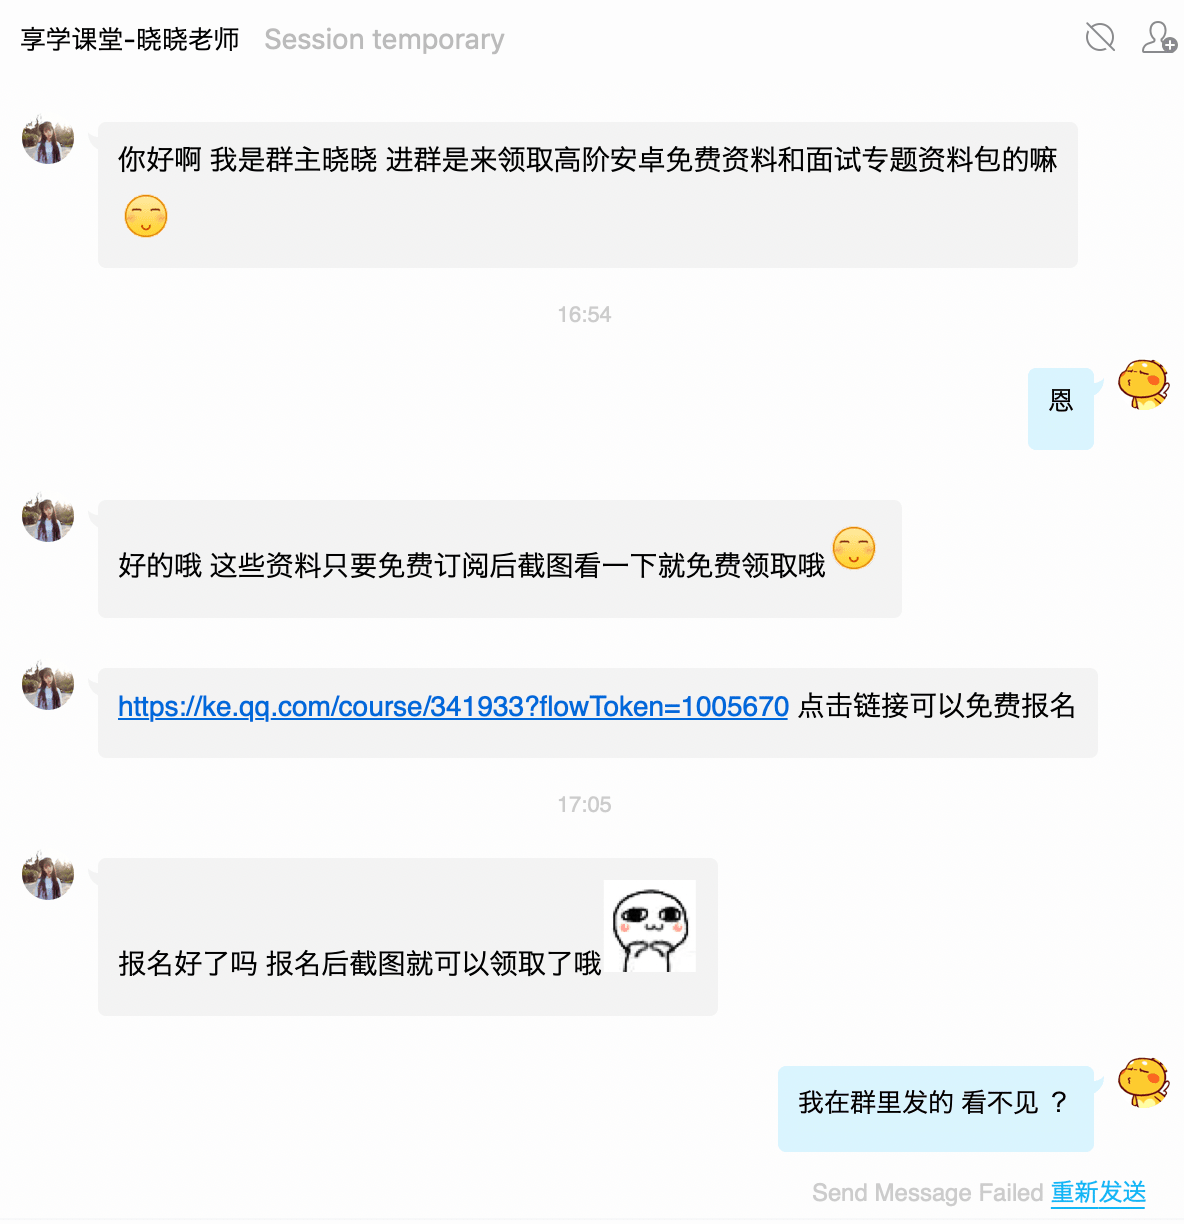 享学课堂-晓晓老师 Session temporary
你好啊 我是群主晓晓 进群是来领取高阶安卓免费资料和面试专题资料包的嘛
16:54
恩
好的哦 这些资料只要免费订阅后截图看一下就免费领取哦
https://ke.qq.com/course/341933?flowToken=1005670 点击链接可以免费报名
17:05
报名好了吗 报名后截图就可以领取了哦
我在群里发的 看不见 ？
Send Message Failed 重新发送